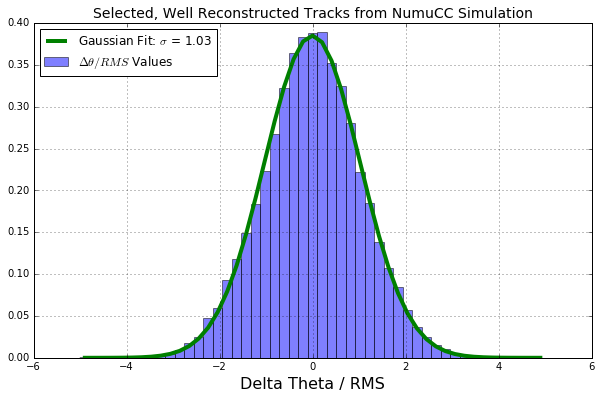 Selected, Well Reconstructed Tracks from NumuCC Simulation
0.40
0.35
0.30
0.25
0.20
0.15
0.10
0.05
0.00
Gaussian Fit: σ = 1.03
Δθ/RMS Values
−6 −4 −2 0 2 4 6
Delta Theta / RMS